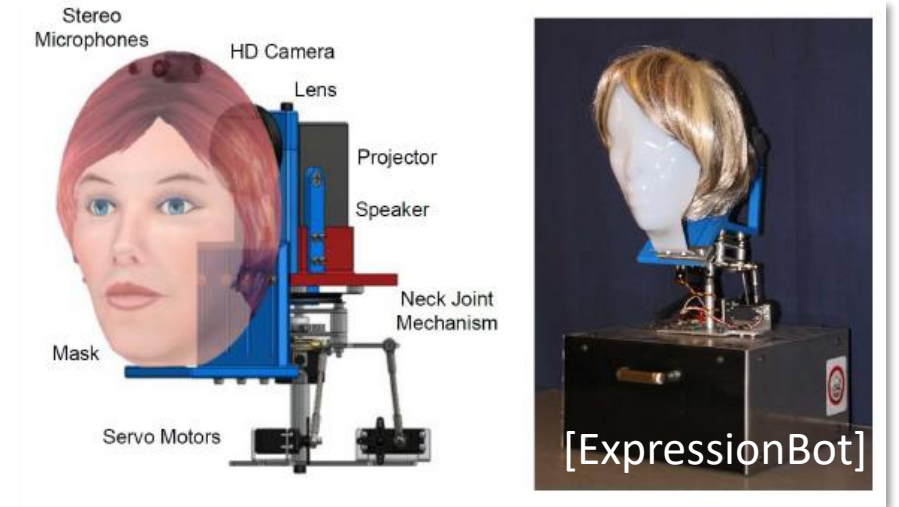 Stereo
Microphones
HD Camera
Lens
Projector
Speaker
Neck Joint
Mechanism
Mask
Servo Motors
[ExpressionBot]